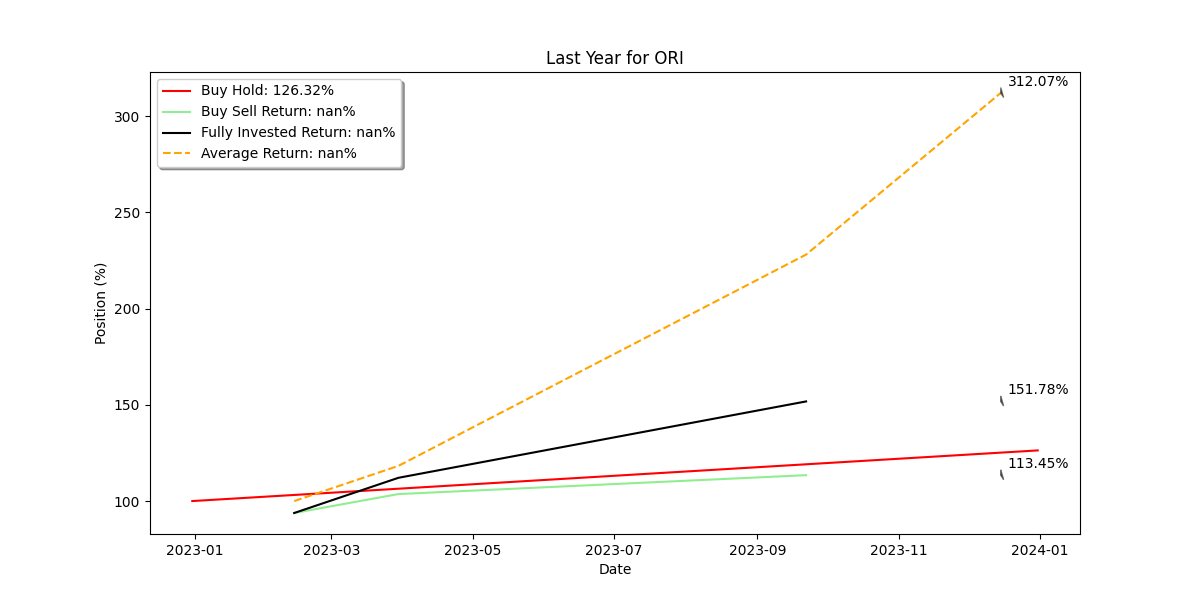 Last Year for ORI
Buy Hold: 126.32%
Buy Sell Return: nan%
Fully Invested Return: nan%
Average Return: nan%
312.07%
151.78%
113.45%
Position (%)
300
250
200
150
100
2023-01 2023-03 2023-05 2023-07 2023-09 2023-11 2024-01
Date